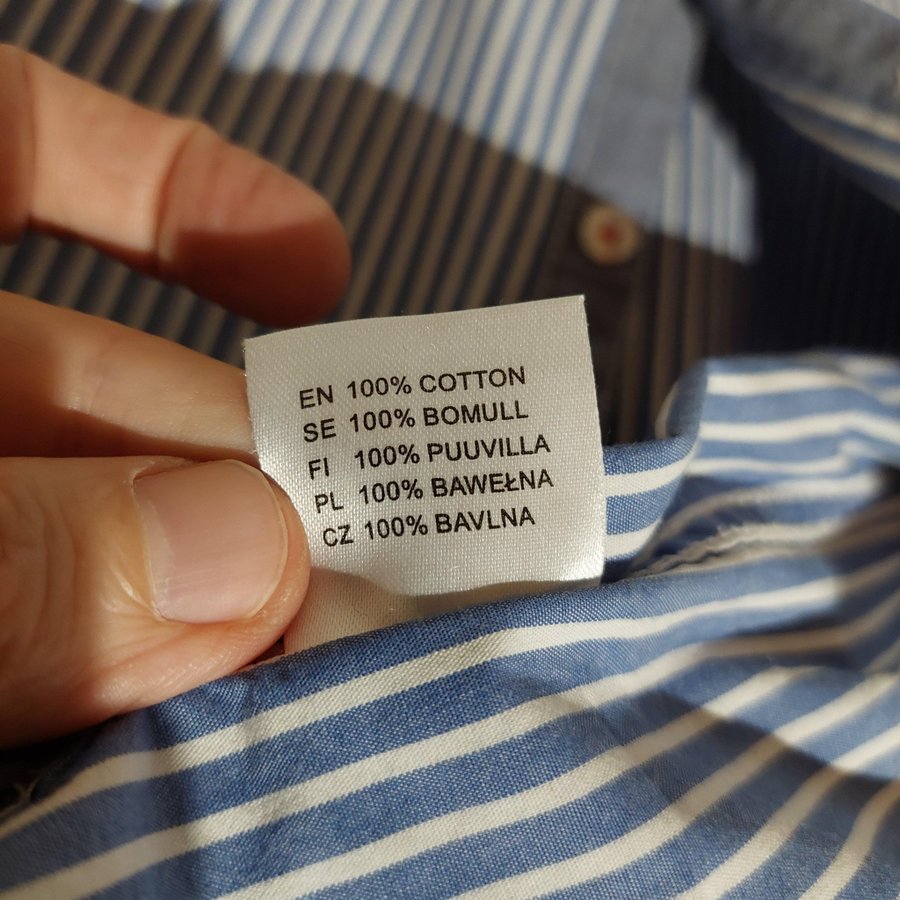 EN 100% COTTON
SE 100% BOMULL
FI 100% PUUVILLA
PL 100% BAWEŁNA
CZ 100% BAVLNA